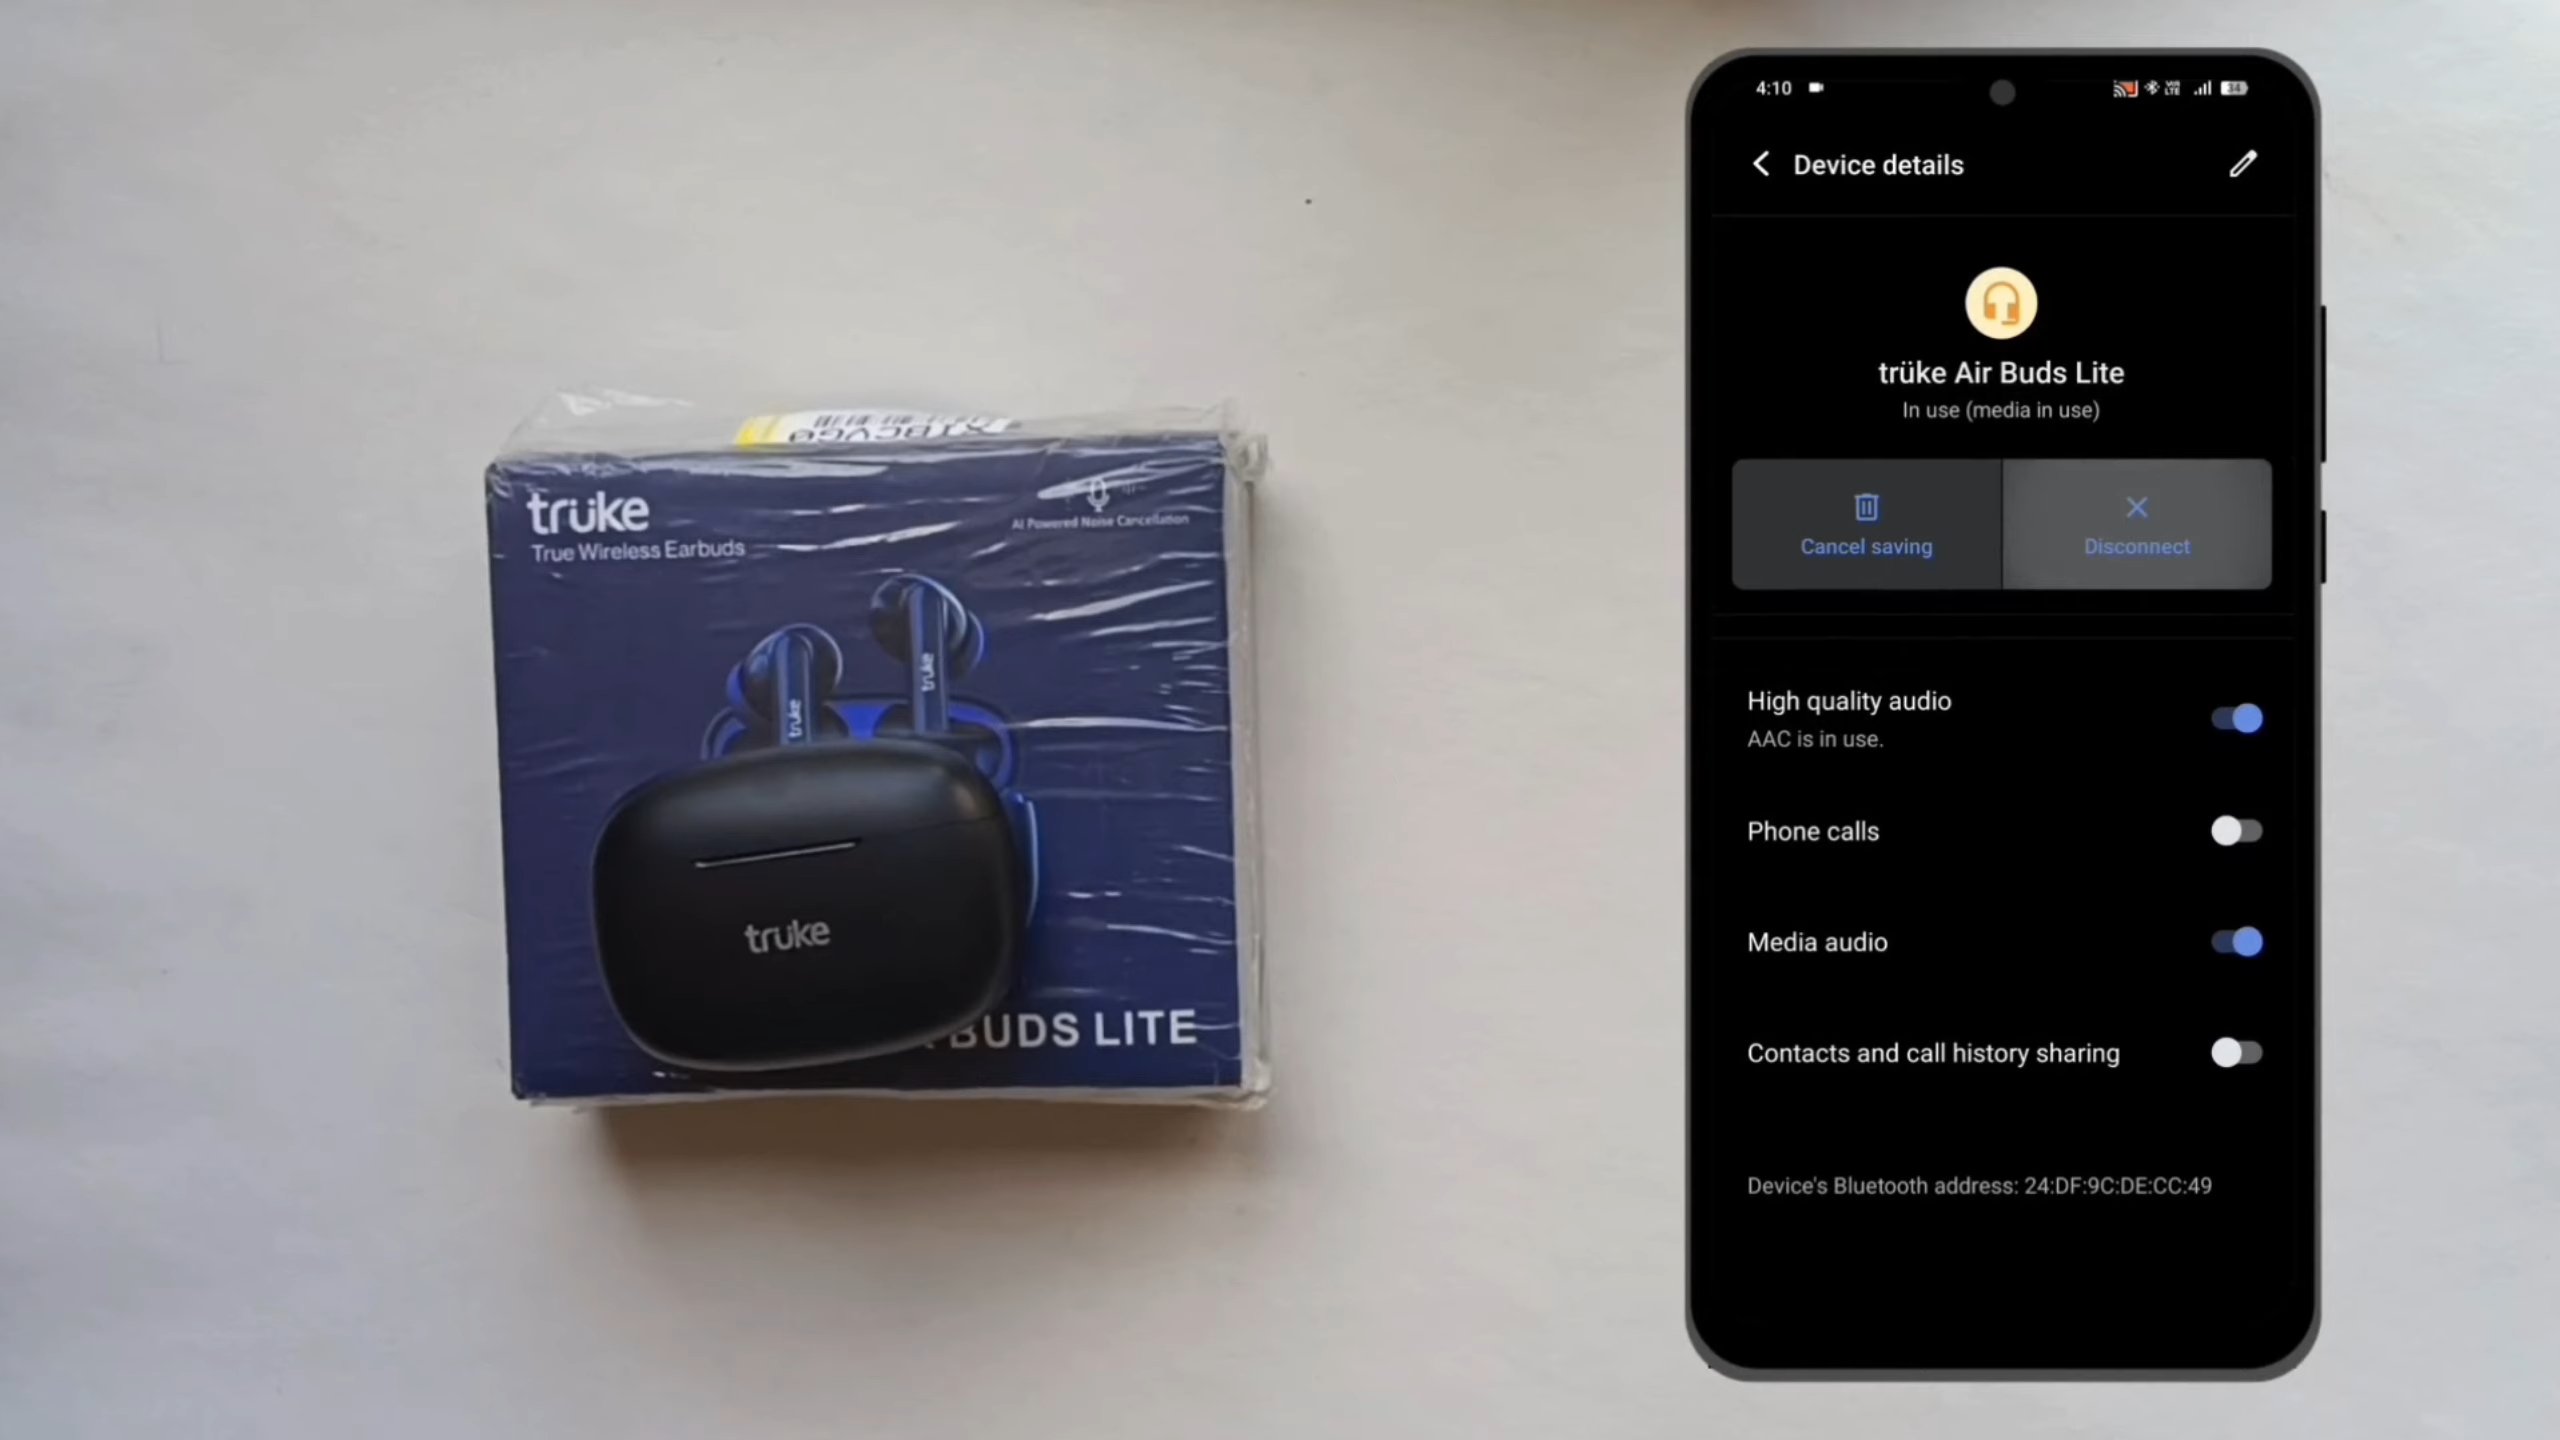 trüke
True Wireless Earbuds
AI Powered Noise Cancellation
truke
truke
truke
BUDS LITE
4:10
Device details
trüke Air Buds Lite
In use (media in use)
Cancel saving
Disconnect
High quality audio
AAC is in use.
Phone calls
Media audio
Contacts and call history sharing
Device's Bluetooth address: 24:DF:9C:DE:CC:49